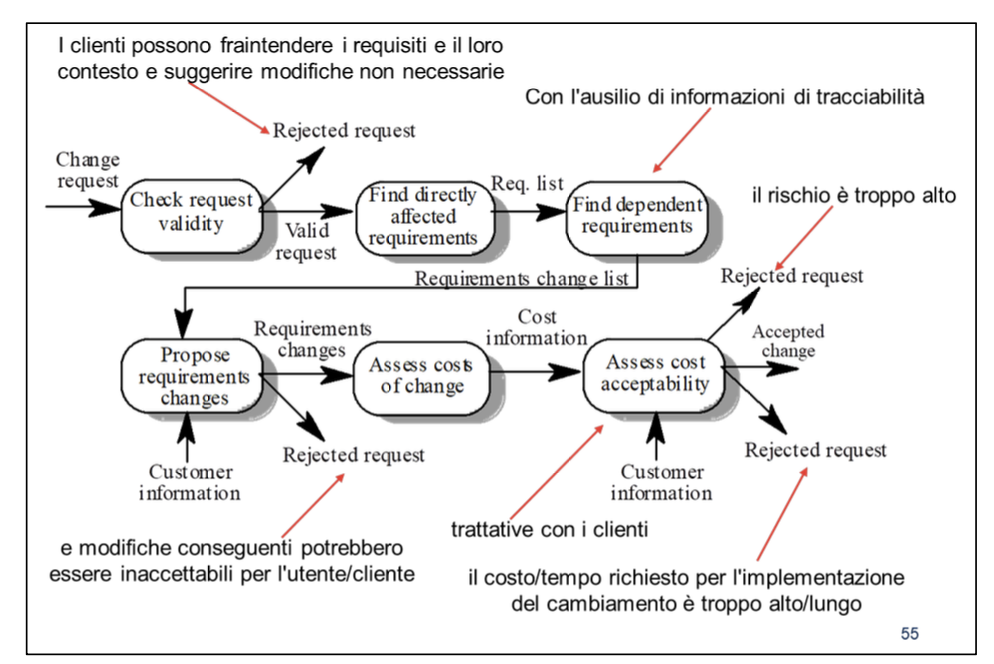 I clienti possono fraintendere i requisiti e il loro
contesto e suggerire modifiche non necessarie
Con l'ausilio di informazioni di tracciabilità
Rejected request
Change
request
Check request
validity
Valid
request
Find directly
affected
requirements
Req. list
Find dependent
requirements
il rischio è troppo alto
Requirements change list
Rejected request
Propose
requirements
changes
Requirements
changes
Assess costs
of change
Cost
information
Assess cost
acceptability
Accepted
change
Rejected request
Rejected request
Customer
information
Customer
information
trattative con i clienti
e modifiche conseguenti potrebbero
essere inaccettabili per l'utente/cliente
il costo/tempo richiesto per l'implementazione
del cambiamento è troppo alto/lungo
55